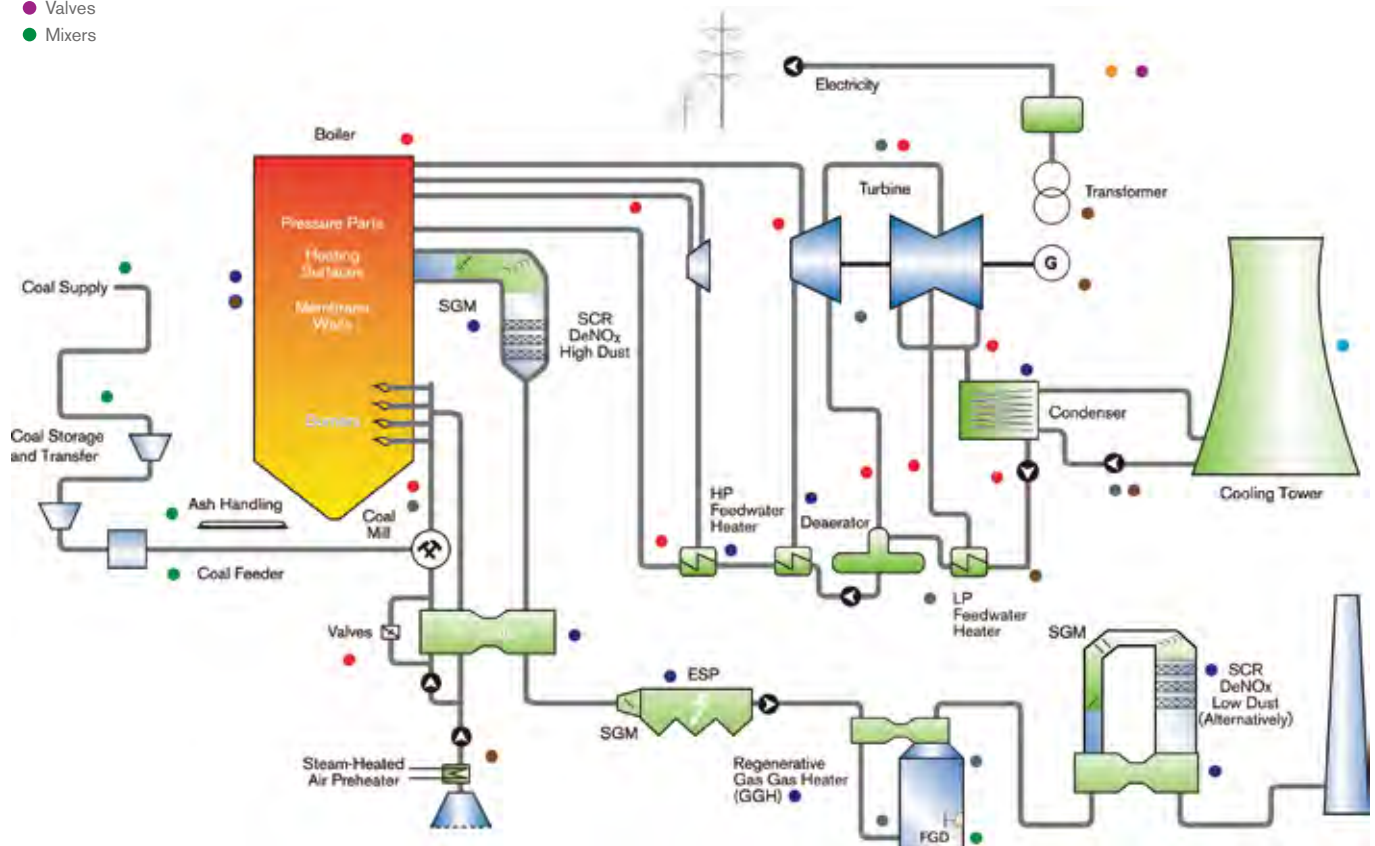 Valves
Mixers
Electricity
Boiler
Turbine
Transformer
Pressure Parts
Heating
Surfaces
Membrane
Walls
G
Coal Supply
SGM
SCR
DeNOx
High Dust
Burners
Condenser
Coal Storage
and Transfer
Cooling Tower
Ash Handling
Coal
Mill
HP
Feedwater
Heater
Deaerator
Coal Feeder
LP
Feedwater
Heater
Valves
SGM
ESP
SCR
DeNOx
Low Dust
(Alternatively)
SGM
Steam-Heated
Air Preheater
Regenerative
Gas Gas Heater
(GGH)
FGD